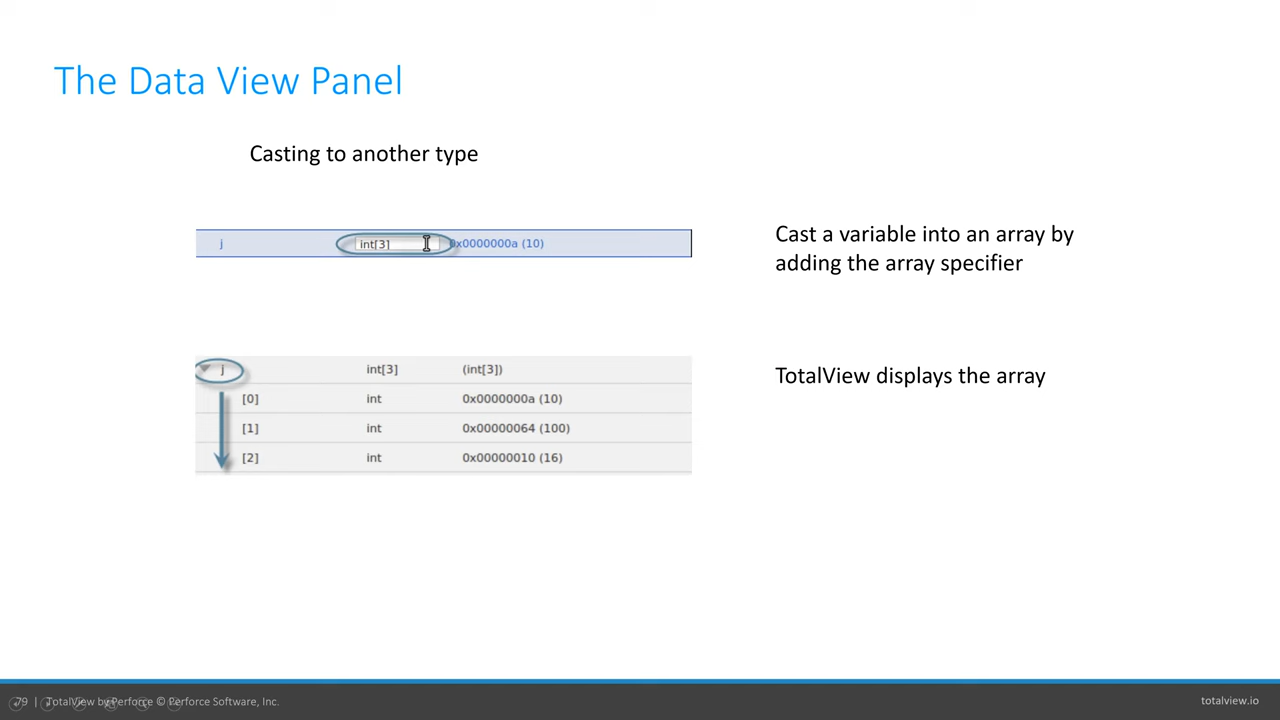 The Data View Panel
Casting to another type
j int[3] 0x0000000a (10)
Cast a variable into an array by
adding the array specifier
j int[3] (int[3])
[0] int 0x0000000a (10)
[1] int 0x00000064 (100)
[2] int 0x00000010 (16)
TotalView displays the array
79 | TotalView by Perforce © Perforce Software, Inc.
totalview.io